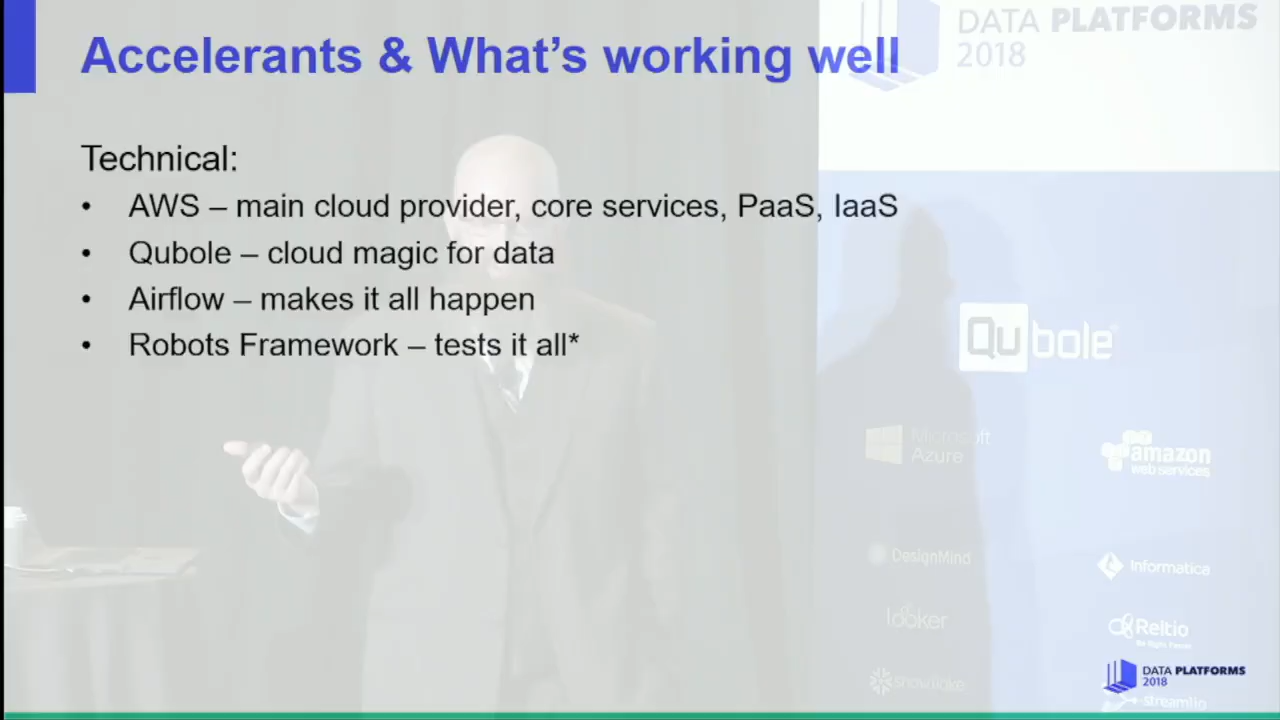 Accelerants & What's working well
DATA PLATFORMS
2018
Technical:
• AWS – main cloud provider, core services, PaaS, IaaS
• Qubole – cloud magic for data
• Airflow – makes it all happen
• Robots Framework – tests it all*
Qubole
Microsoft
Azure
amazon
web services
DesignMind
Informatica
looker
Reltio
snowflake
DATA PLATFORMS
2018
streamlio